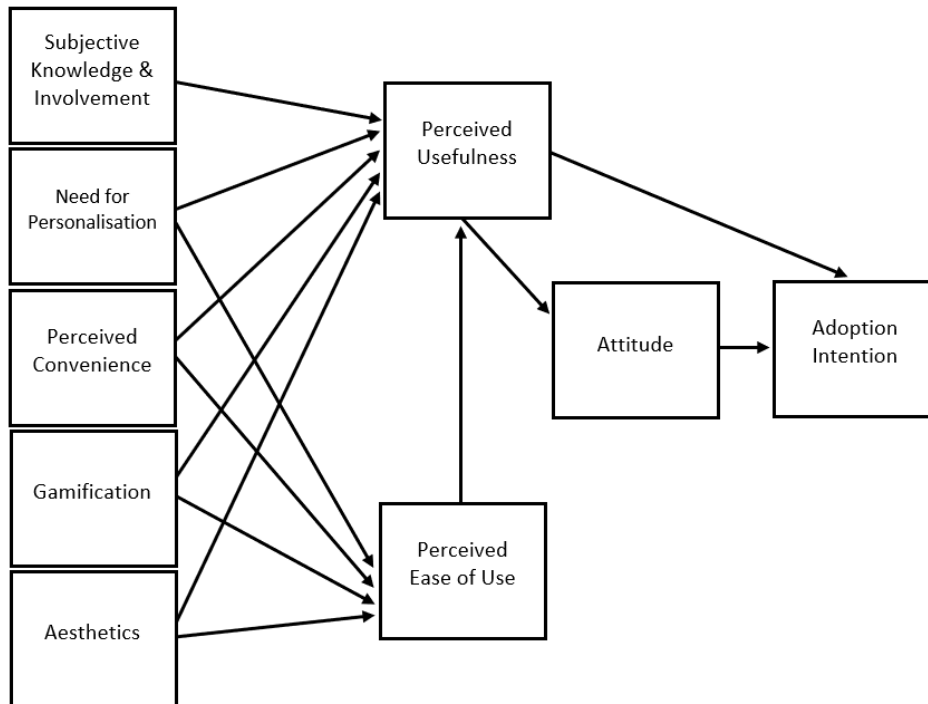 Subjective
Knowledge &
Involvement
Need for
Personalisation
Perceived
Convenience
Gamification
Aesthetics
Perceived
Usefulness
Perceived
Ease of Use
Attitude
Adoption
Intention